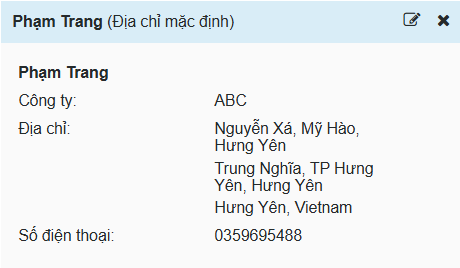 Phạm Trang (Địa chỉ mặc định)
Phạm Trang
Công ty: ABC
Địa chỉ: Nguyễn Xá, Mỹ Hào,
Hưng Yên
Trung Nghĩa, TP Hưng
Yên, Hưng Yên
Hưng Yên, Vietnam
Số điện thoại: 0359695488